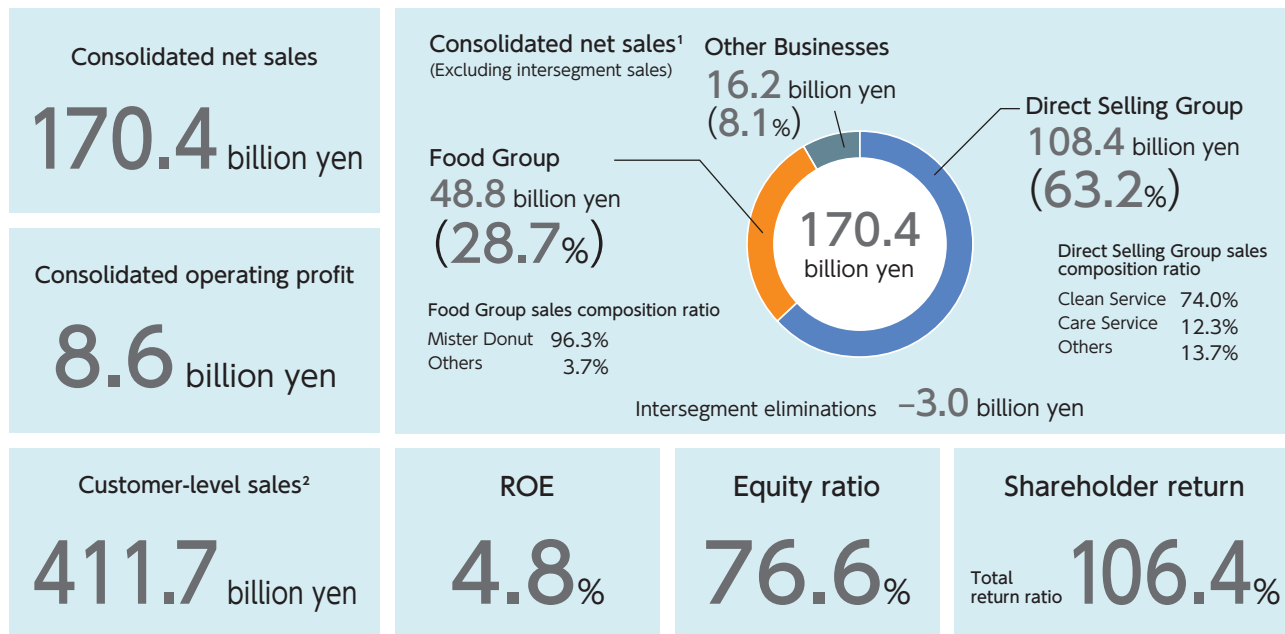 Consolidated net sales
170.4 billion yen
Consolidated operating profit
8.6 billion yen
Consolidated net sales¹
(Excluding intersegment sales)
Other Businesses
16.2 billion yen
(8.1%)
Direct Selling Group
108.4 billion yen
(63.2%)
Food Group
48.8 billion yen
(28.7%)
170.4
billion yen
Food Group sales composition ratio
Mister Donut 96.3%
Others 3.7%
Direct Selling Group sales
composition ratio
Clean Service 74.0%
Care Service 12.3%
Others 13.7%
Intersegment eliminations −3.0 billion yen
Customer-level sales²
411.7 billion yen
ROE
4.8%
Equity ratio
76.6%
Shareholder return
Total
return ratio 106.4%